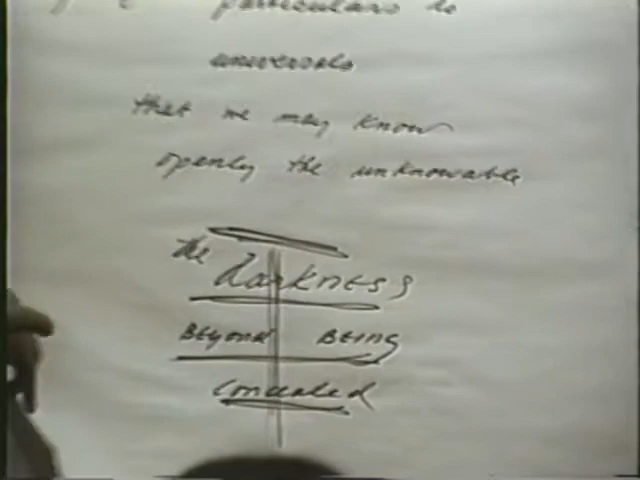 particulars to
universals
that we may know
openly the unknowable
the darkness
BEYOND BEING
concealed